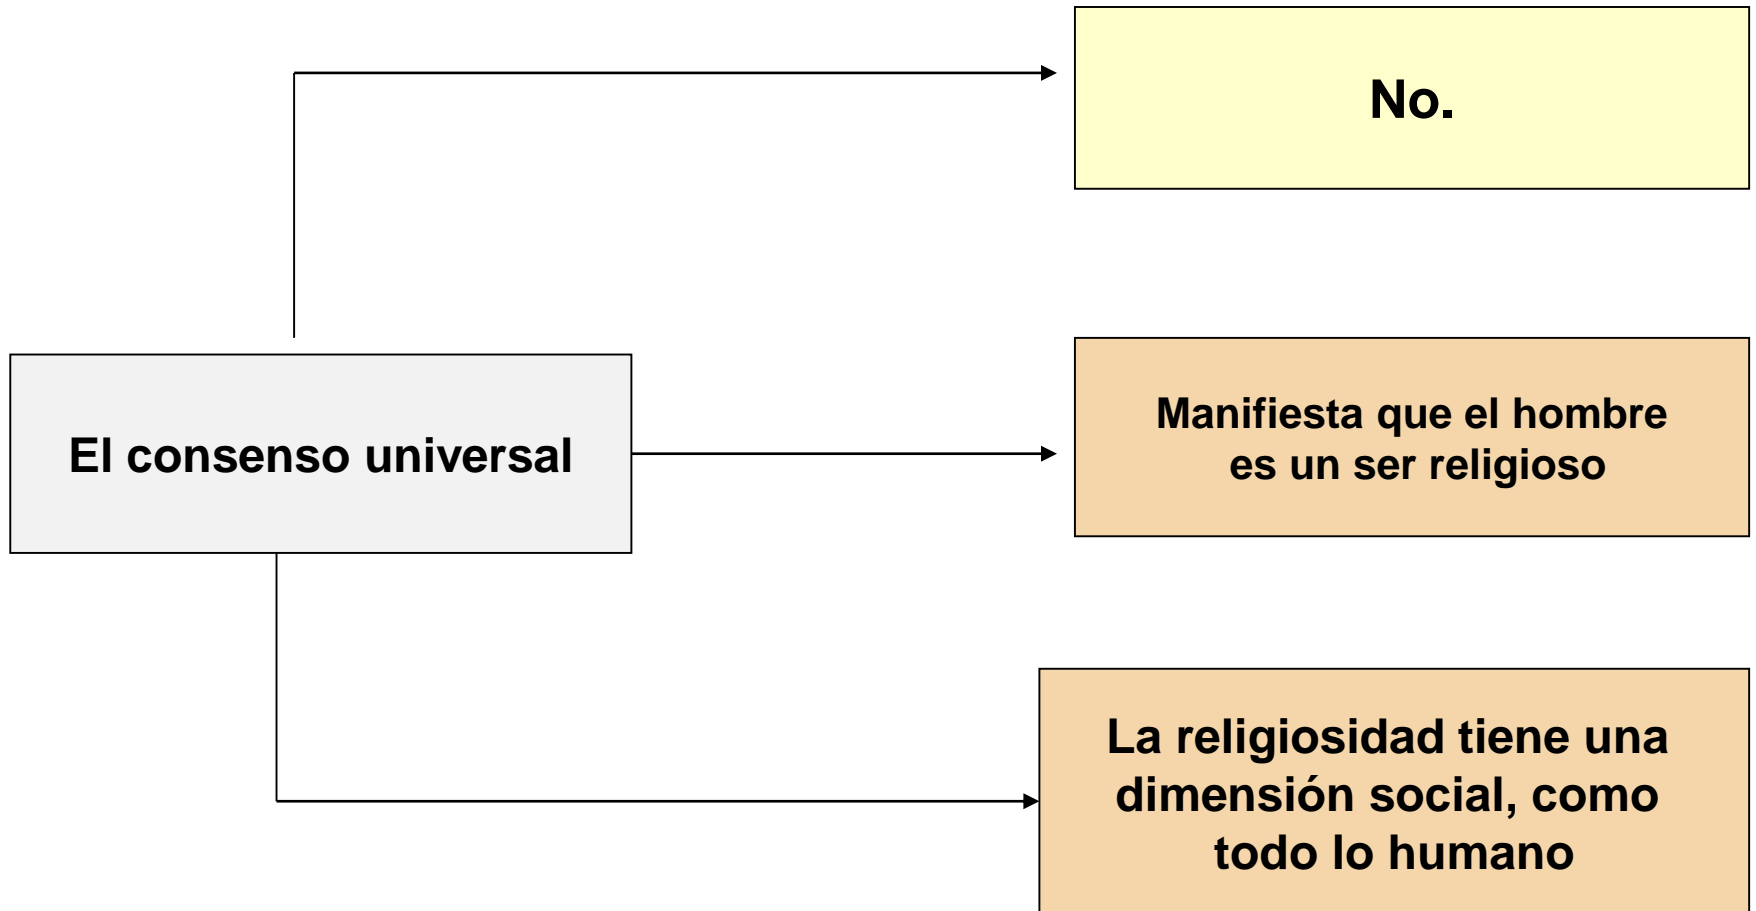 No.
El consenso universal
Manifiesta que el hombre
es un ser religioso
La religiosidad tiene una
dimensión social, como
todo lo humano